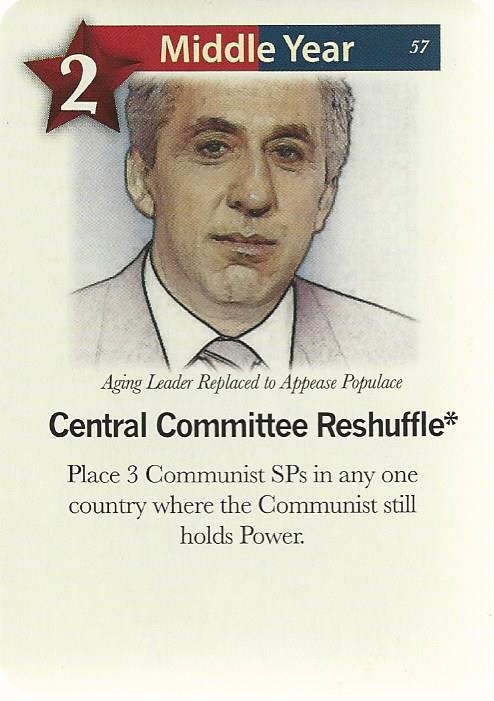 2
Middle Year
57
Aging Leader Replaced to Appease Populace
Central Committee Reshuffle*
Place 3 Communist SPs in any one
country where the Communist still
holds Power.